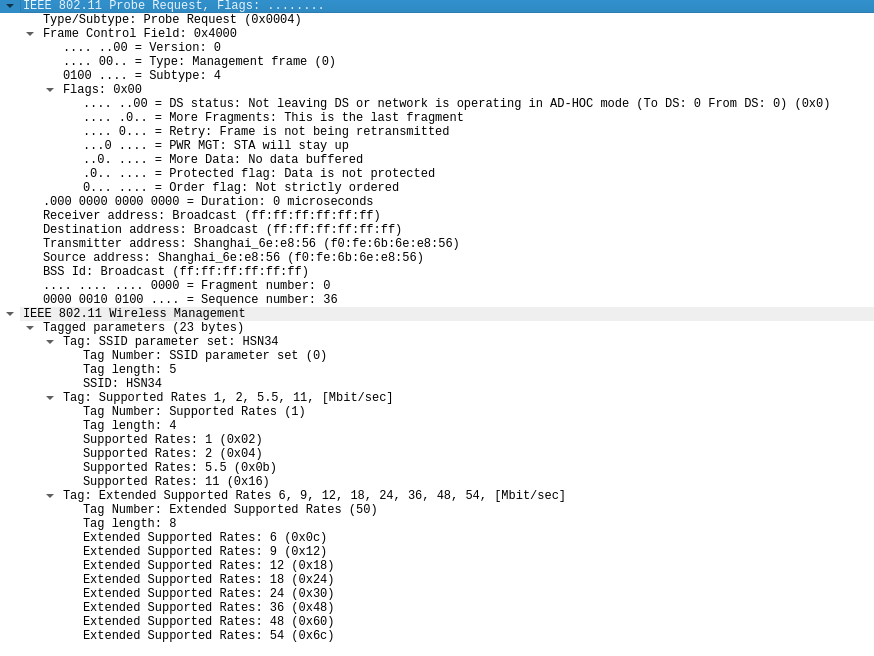 IEEE 802.11 Probe Request, Flags: ........
Type/Subtype: Probe Request (0x0004)
Frame Control Field: 0x4000
.... ..00 = Version: 0
.... 00.. = Type: Management frame (0)
0100 .... = Subtype: 4
Flags: 0x00
.... ..00 = DS status: Not leaving DS or network is operating in AD-HOC mode (To DS: 0 From DS: 0) (0x0)
.... .0.. = More Fragments: This is the last fragment
.... 0... = Retry: Frame is not being retransmitted
...0 .... = PWR MGT: STA will stay up
..0. .... = More Data: No data buffered
.0.. .... = Protected flag: Data is not protected
0... .... = Order flag: Not strictly ordered
.000 0000 0000 0000 = Duration: 0 microseconds
Receiver address: Broadcast (ff:ff:ff:ff:ff:ff)
Destination address: Broadcast (ff:ff:ff:ff:ff:ff)
Transmitter address: Shanghai_6e:e8:56 (f0:fe:6b:6e:e8:56)
Source address: Shanghai_6e:e8:56 (f0:fe:6b:6e:e8:56)
BSS Id: Broadcast (ff:ff:ff:ff:ff:ff)
.... .... .... 0000 = Fragment number: 0
0000 0010 0100 .... = Sequence number: 36
IEEE 802.11 Wireless Management
Tagged parameters (23 bytes)
Tag: SSID parameter set: HSN34
Tag Number: SSID parameter set (0)
Tag length: 5
SSID: HSN34
Tag: Supported Rates 1, 2, 5.5, 11, [Mbit/sec]
Tag Number: Supported Rates (1)
Tag length: 4
Supported Rates: 1 (0x02)
Supported Rates: 2 (0x04)
Supported Rates: 5.5 (0x0b)
Supported Rates: 11 (0x16)
Tag: Extended Supported Rates 6, 9, 12, 18, 24, 36, 48, 54, [Mbit/sec]
Tag Number: Extended Supported Rates (50)
Tag length: 8
Extended Supported Rates: 6 (0x0c)
Extended Supported Rates: 9 (0x12)
Extended Supported Rates: 12 (0x18)
Extended Supported Rates: 18 (0x24)
Extended Supported Rates: 24 (0x30)
Extended Supported Rates: 36 (0x48)
Extended Supported Rates: 48 (0x60)
Extended Supported Rates: 54 (0x6c)